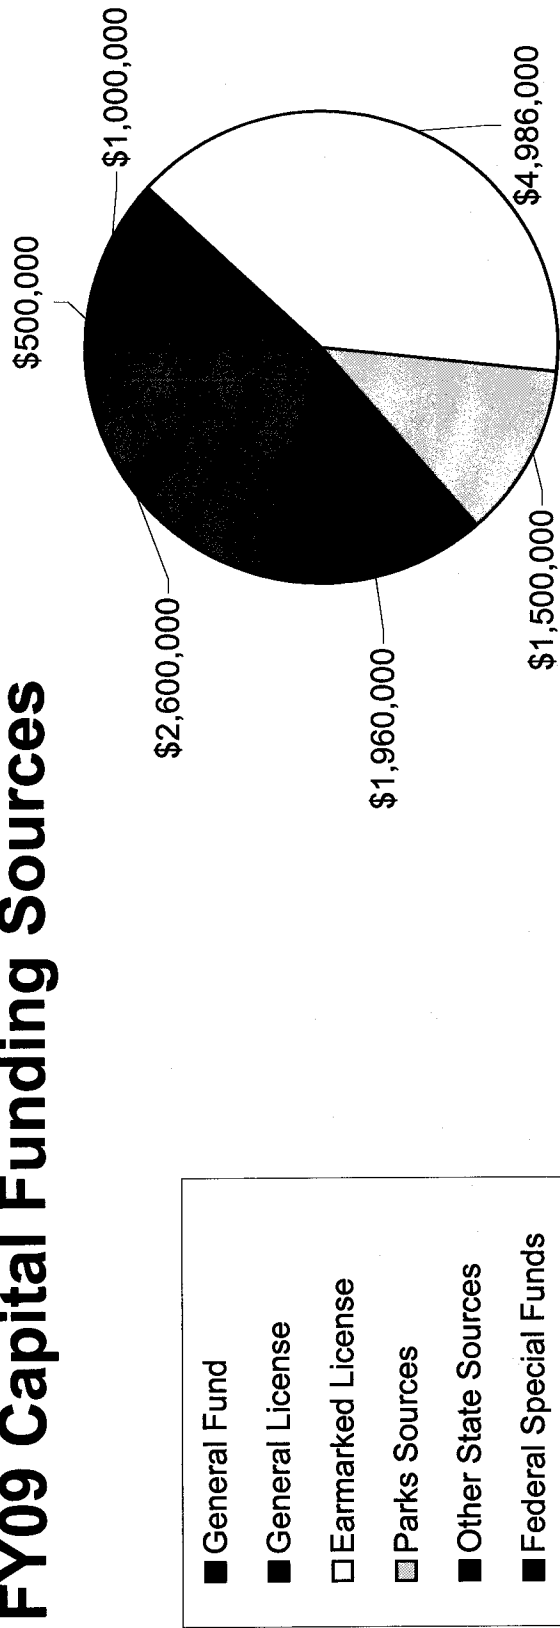 FY09 Capital Funding Sources
General Fund
General License
Earmarked License
Parks Sources
Other State Sources
Federal Special Funds
$500,000
$1,000,000
$4,986,000
$1,500,000
$1,960,000
$2,600,000